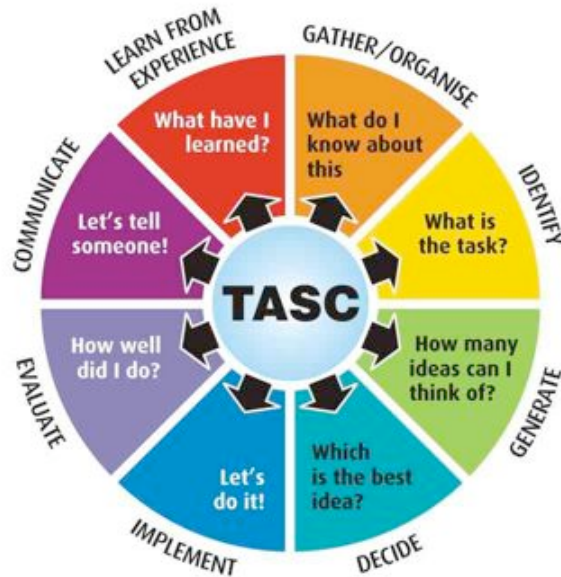 GATHER/ORGANISE
What do I
know about
this
IDENTIFY
What is
the task?
GENERATE
How many
ideas can I
think of?
DECIDE
Which
is the best
idea?
IMPLEMENT
Let's
do it!
EVALUATE
How well
did I do?
COMMUNICATE
Let's tell
someone!
LEARN FROM
EXPERIENCE
What have I
learned?
TASC